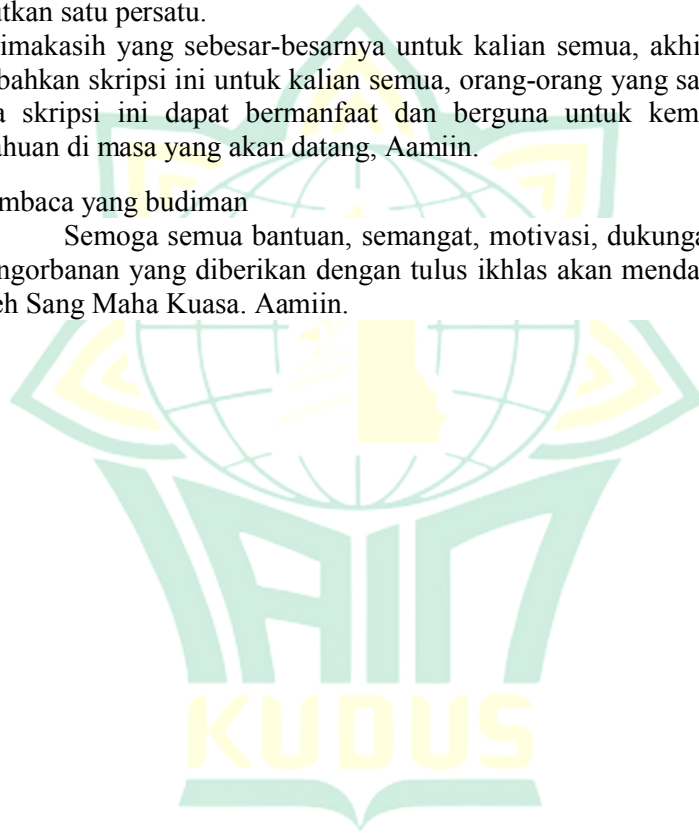 utkan satu persatu.
imakasih yang sebesar-besarnya untuk kalian semua, akhi
bahkan skripsi ini untuk kalian semua, orang-orang yang sa
a skripsi ini dapat bermanfaat dan berguna untuk kem
ahuan di masa yang akan datang, Aamiin.
mbaca yang budiman
Semoga semua bantuan, semangat, motivasi, dukunga
ngorbanan yang diberikan dengan tulus ikhlas akan menda
eh Sang Maha Kuasa. Aamiin.
IAIN
KUDUS